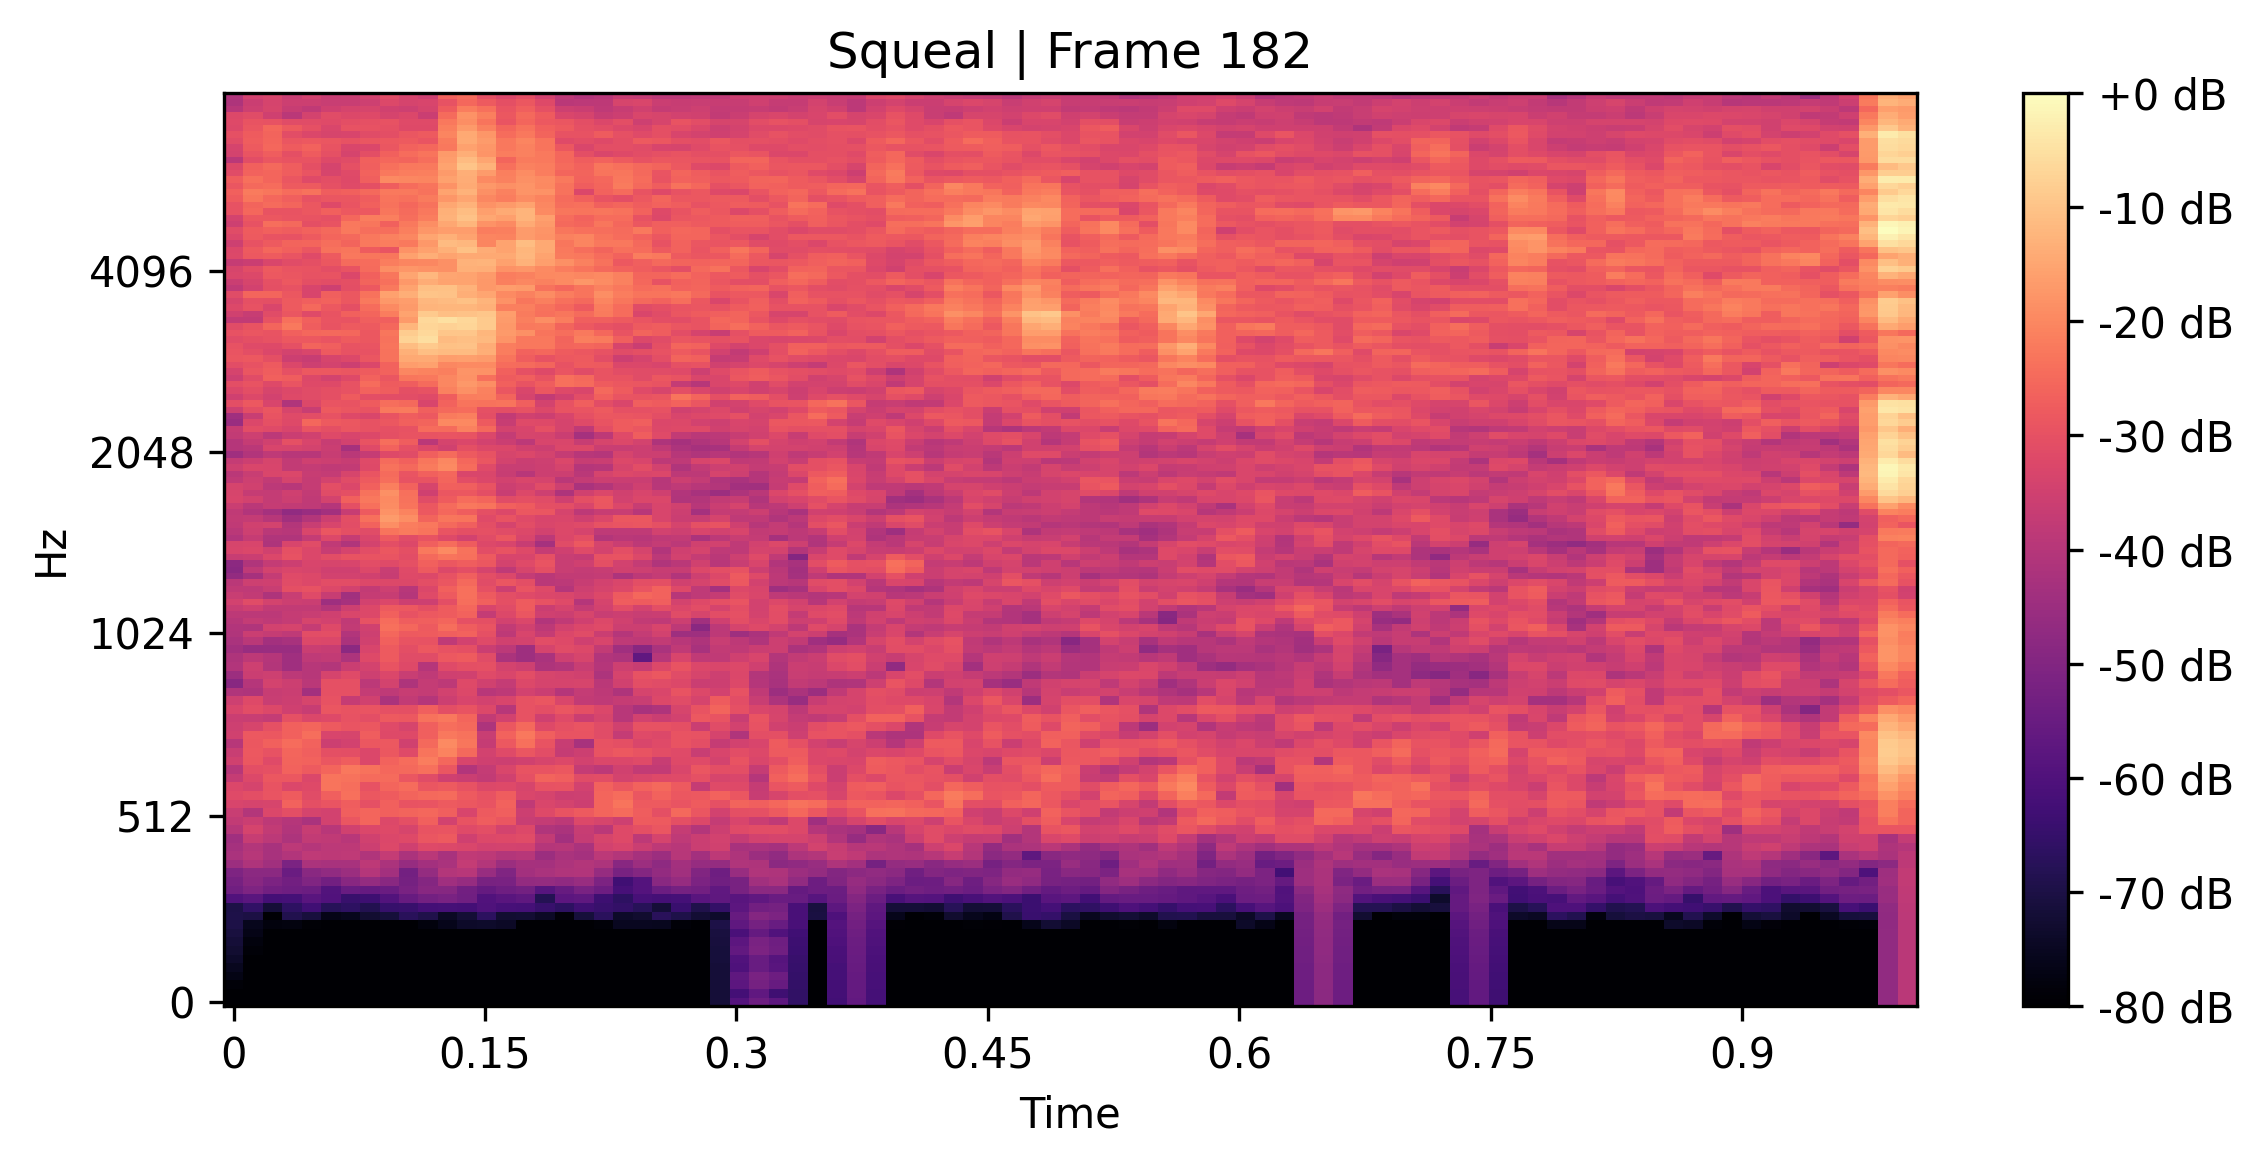 Squeal | Frame 182
Hz
4096
2048
1024
512
0
0 0.15 0.3 0.45 0.6 0.75 0.9
Time
+0 dB
-10 dB
-20 dB
-30 dB
-40 dB
-50 dB
-60 dB
-70 dB
-80 dB